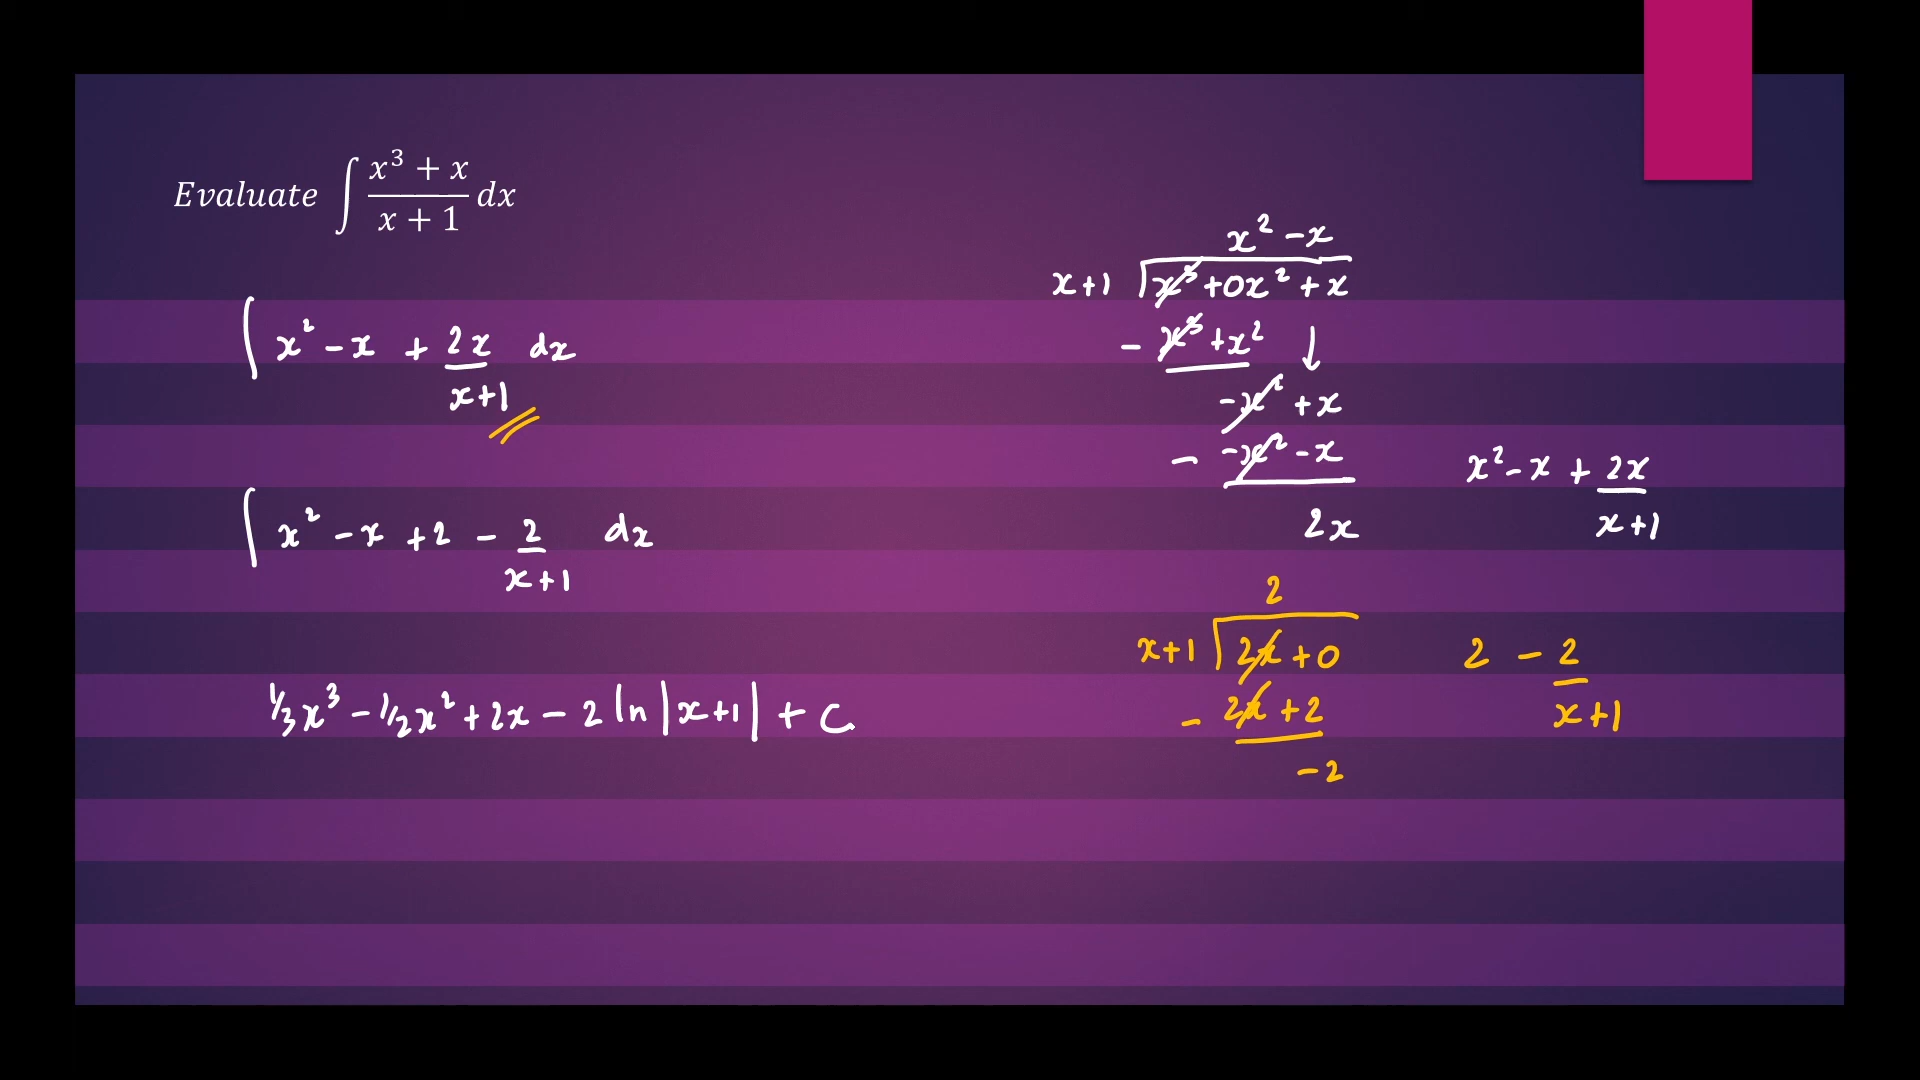 Evaluate ∫ (x³ + x)/(x + 1) dx
∫ x² - x + 2x/(x+1) dx
∫ x² - x + 2 - 2/(x+1) dx
⅓x³ - ½x² + 2x - 2 ln|x+1| + C
x² - x
x+1 | x³ + 0x² + x
- x³ + x² ↓
-x² + x
- -x² - x
2x
x² - x + 2x/(x+1)
2
x+1 | 2x + 0
- 2x + 2
-2
2 - 2/(x+1)